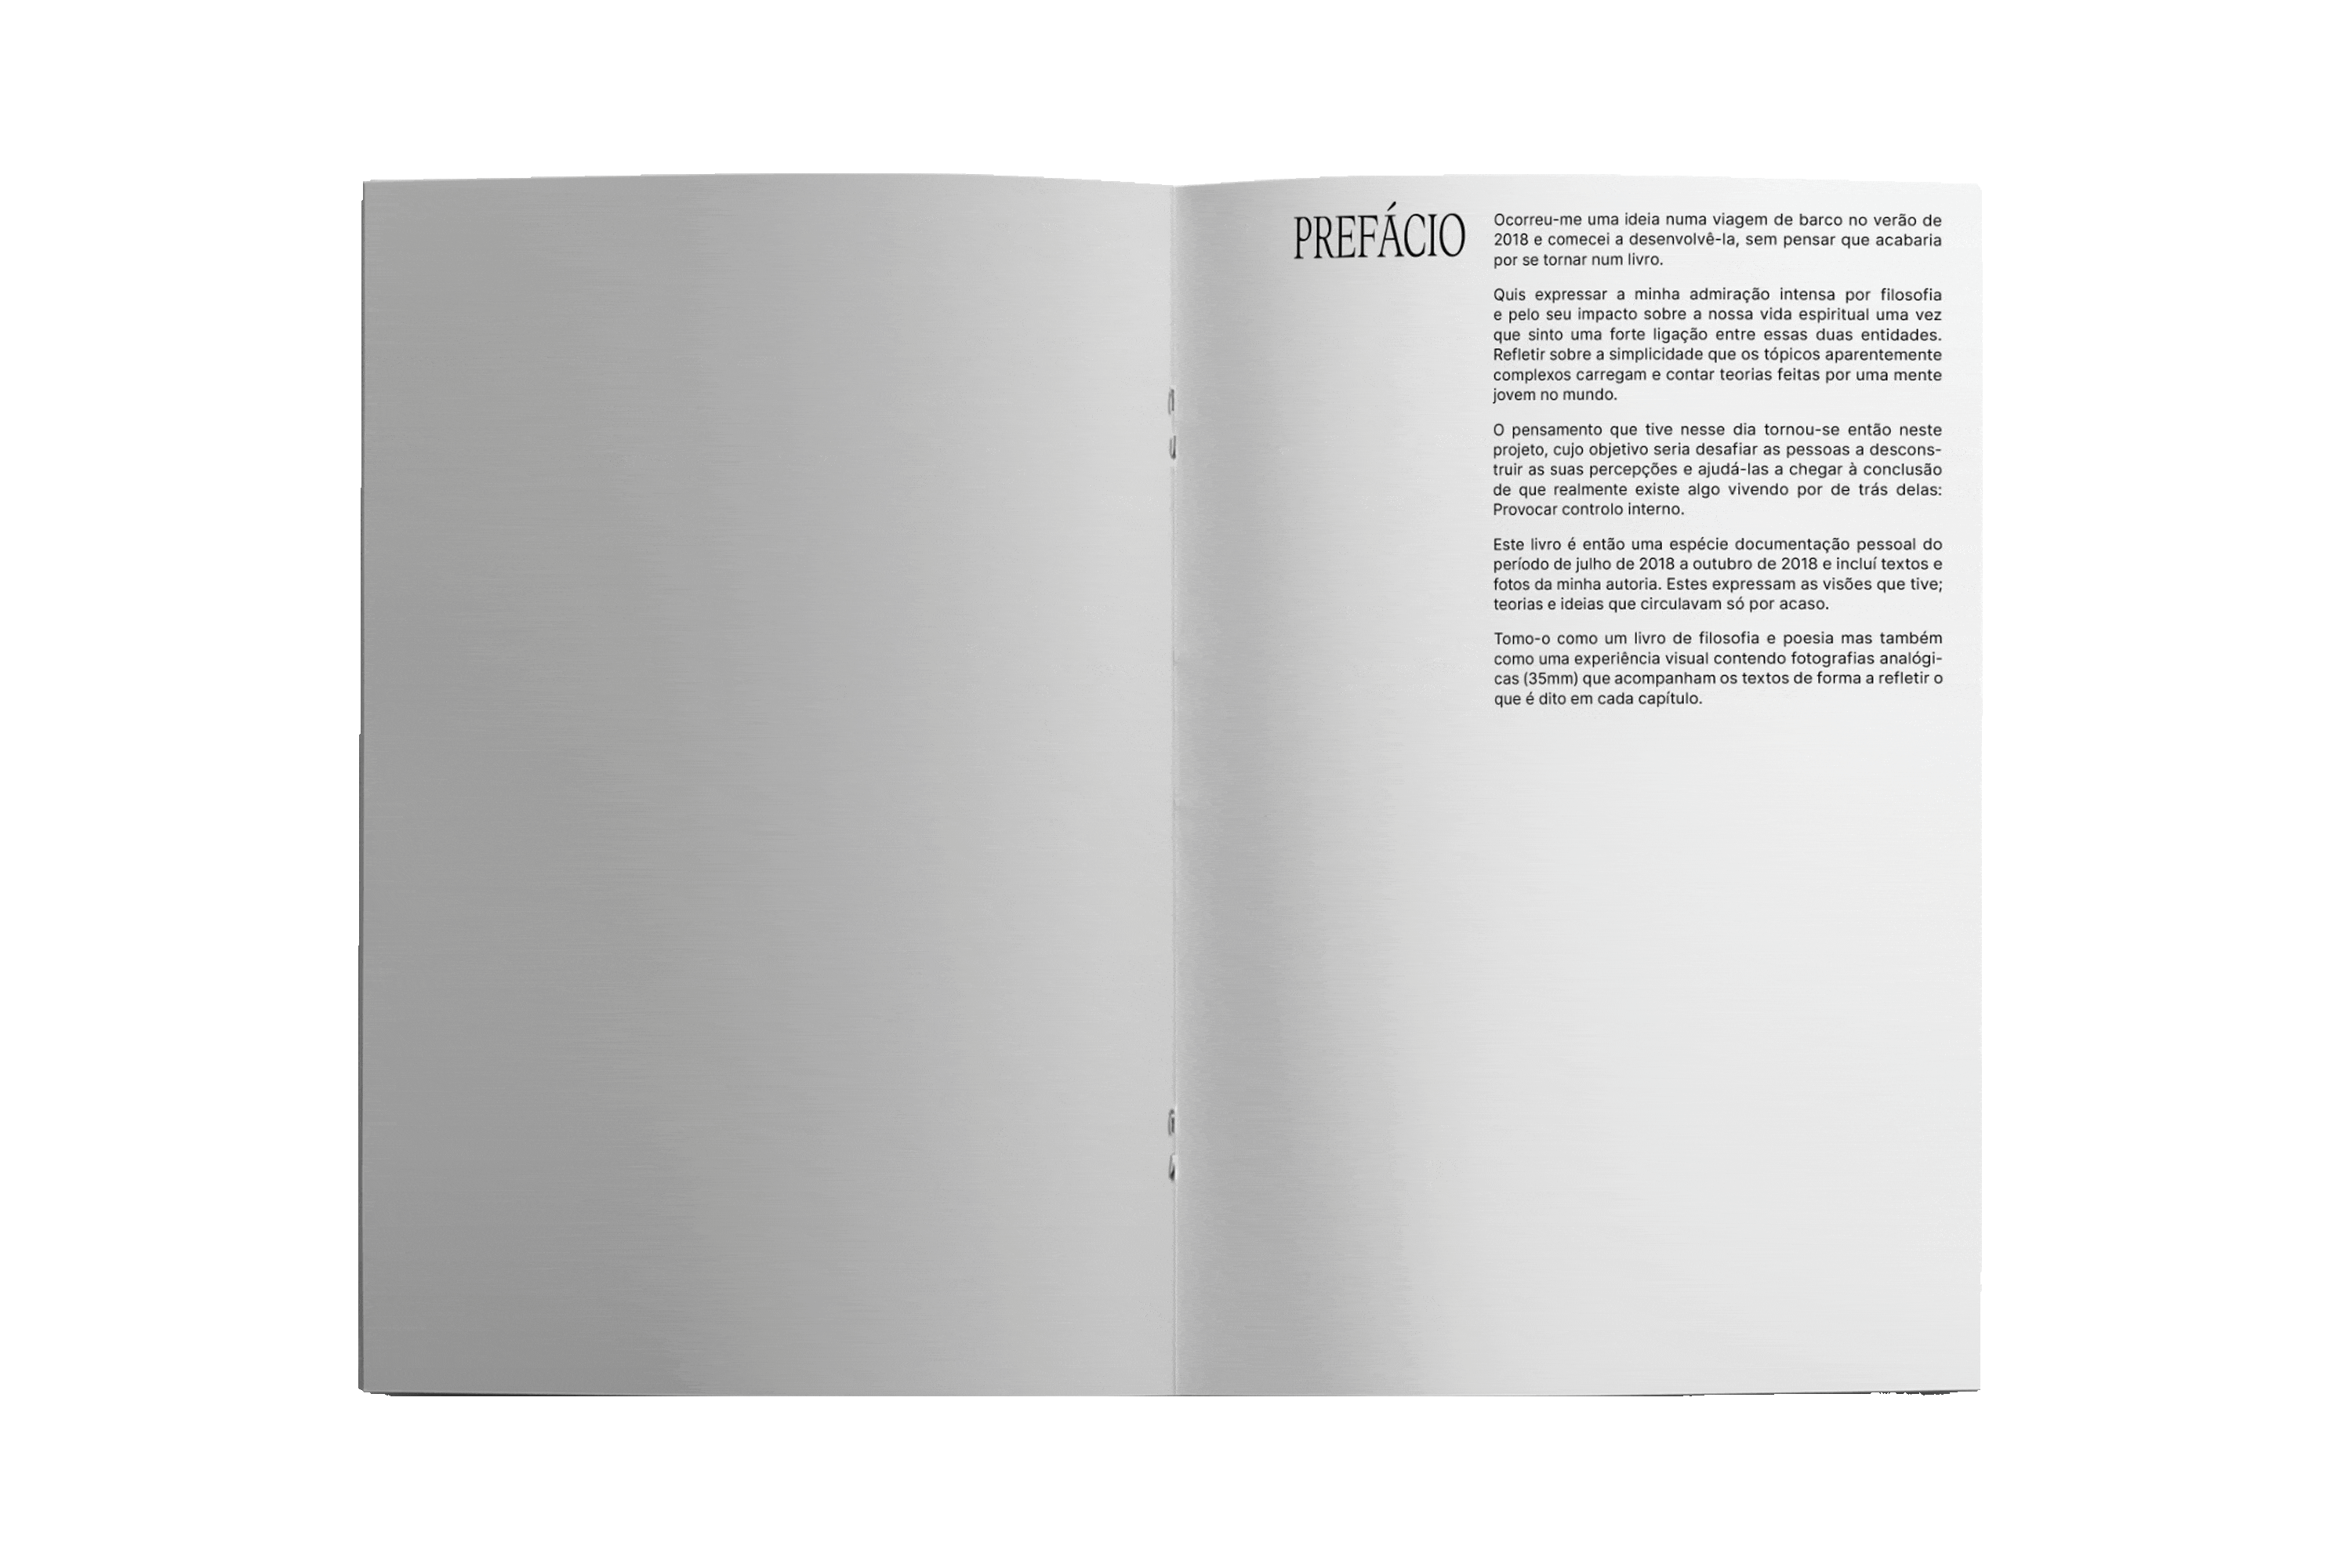 PREFÁCIO
Ocorreu-me uma ideia numa viagem de barco no verão de
2018 e comecei a desenvolvê-la, sem pensar que acabaria
por se tornar num livro.
Quis expressar a minha admiração intensa por filosofia
e pelo seu impacto sobre a nossa vida espiritual uma vez
que sinto uma forte ligação entre essas duas entidades.
Refletir sobre a simplicidade que os tópicos aparentemente
complexos carregam e contar teorias feitas por uma mente
jovem no mundo.
O pensamento que tive nesse dia tornou-se então neste
projeto, cujo objetivo seria desafiar as pessoas a descons-
truir as suas percepções e ajudá-las a chegar à conclusão
de que realmente existe algo vivendo por de trás delas:
Provocar controlo interno.
Este livro é então uma espécie documentação pessoal do
período de julho de 2018 a outubro de 2018 e incluí textos e
fotos da minha autoria. Estes expressam as visões que tive;
teorias e ideias que circulavam só por acaso.
Tomo-o como um livro de filosofia e poesia mas também
como uma experiência visual contendo fotografias analógi-
cas (35mm) que acompanham os textos de forma a refletir o
que é dito em cada capítulo.